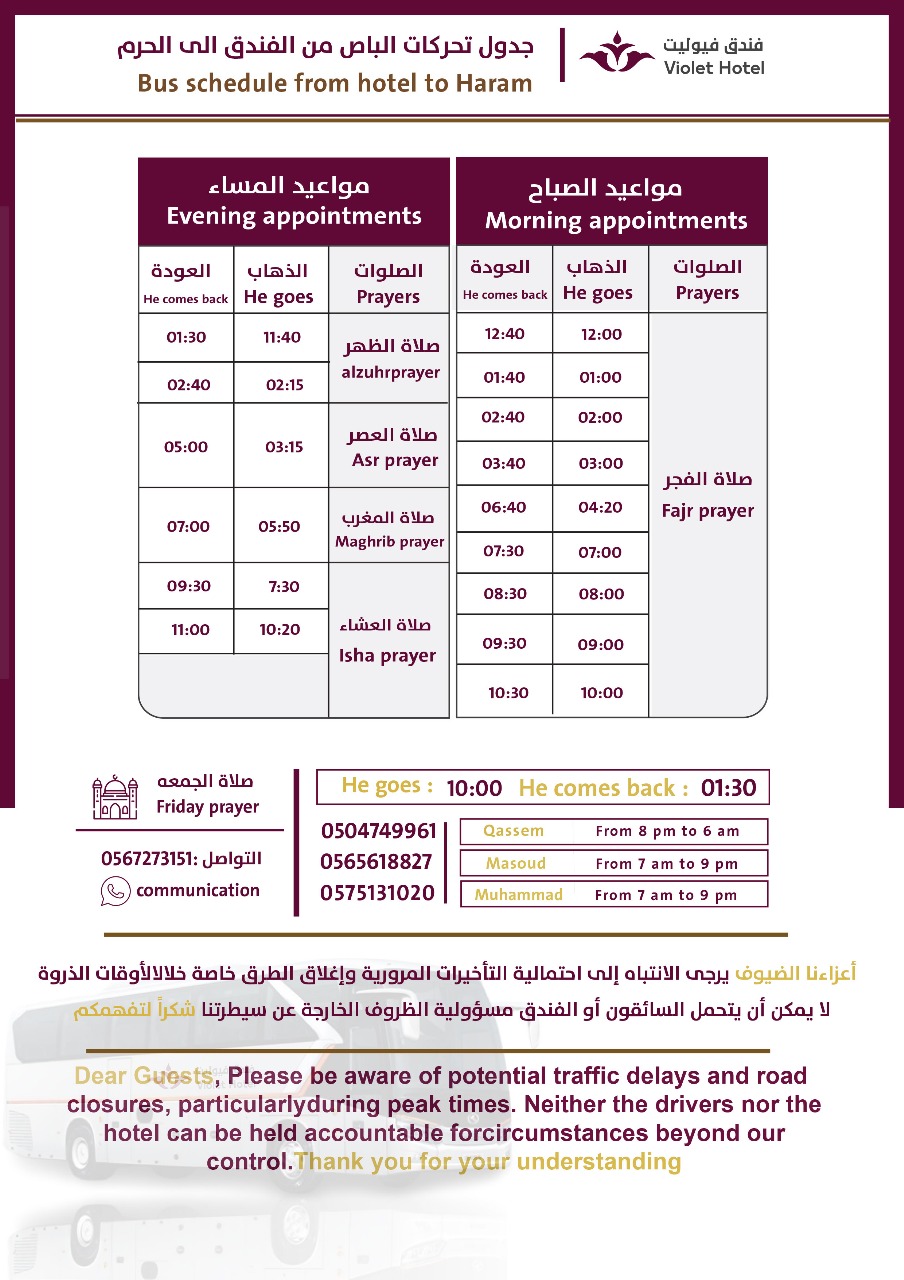 جدول تحركات الباص من الفندق الى الحرم
Bus schedule from hotel to Haram
فندق فيوليت
Violet Hotel
مواعيد الصباح
Morning appointments
الصلوات الذهاب العودة
Prayers He goes He comes back
12:00 12:40
01:00 01:40
02:00 02:40
03:00 03:40
صلاة الفجر
Fajr prayer
04:20 06:40
07:00 07:30
08:00 08:30
09:00 09:30
10:00 10:30
مواعيد المساء
Evening appointments
الصلوات الذهاب العودة
Prayers He goes He comes back
صلاة الظهر
alzuhrprayer
11:40 01:30
02:15 02:40
صلاة العصر
Asr prayer
03:15 05:00
صلاة المغرب
Maghrib prayer
05:50 07:00
صلاة العشاء
Isha prayer
7:30 09:30
10:20 11:00
صلاة الجمعه
Friday prayer
He goes : 10:00 He comes back : 01:30
التواصل :0567273151
communication
0504749961 Qassem From 8 pm to 6 am
0565618827 Masoud From 7 am to 9 pm
0575131020 Muhammad From 7 am to 9 pm
أعزاءنا الضيوف يرجى الانتباه إلى احتمالية التأخيرات المرورية وإغلاق الطرق خاصة خلالالأوقات الذروة
لا يمكن أن يتحمل السائقون أو الفندق مسؤولية الظروف الخارجة عن سيطرتنا شكراً لتفهمكم
Dear Guests, Please be aware of potential traffic delays and road
closures, particularlyduring peak times. Neither the drivers nor the
hotel can be held accountable forcircumstances beyond our
control.Thank you for your understanding